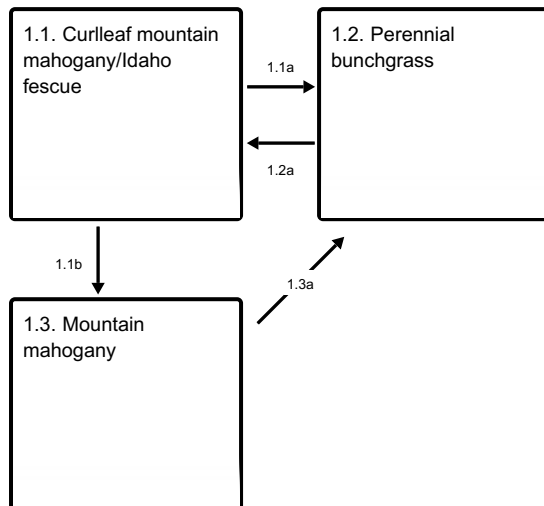 1.1. Curlleaf mountain
mahogany/Idaho
fescue
1.1a
1.2. Perennial
bunchgrass
1.2a
1.1b
1.3a
1.3. Mountain
mahogany